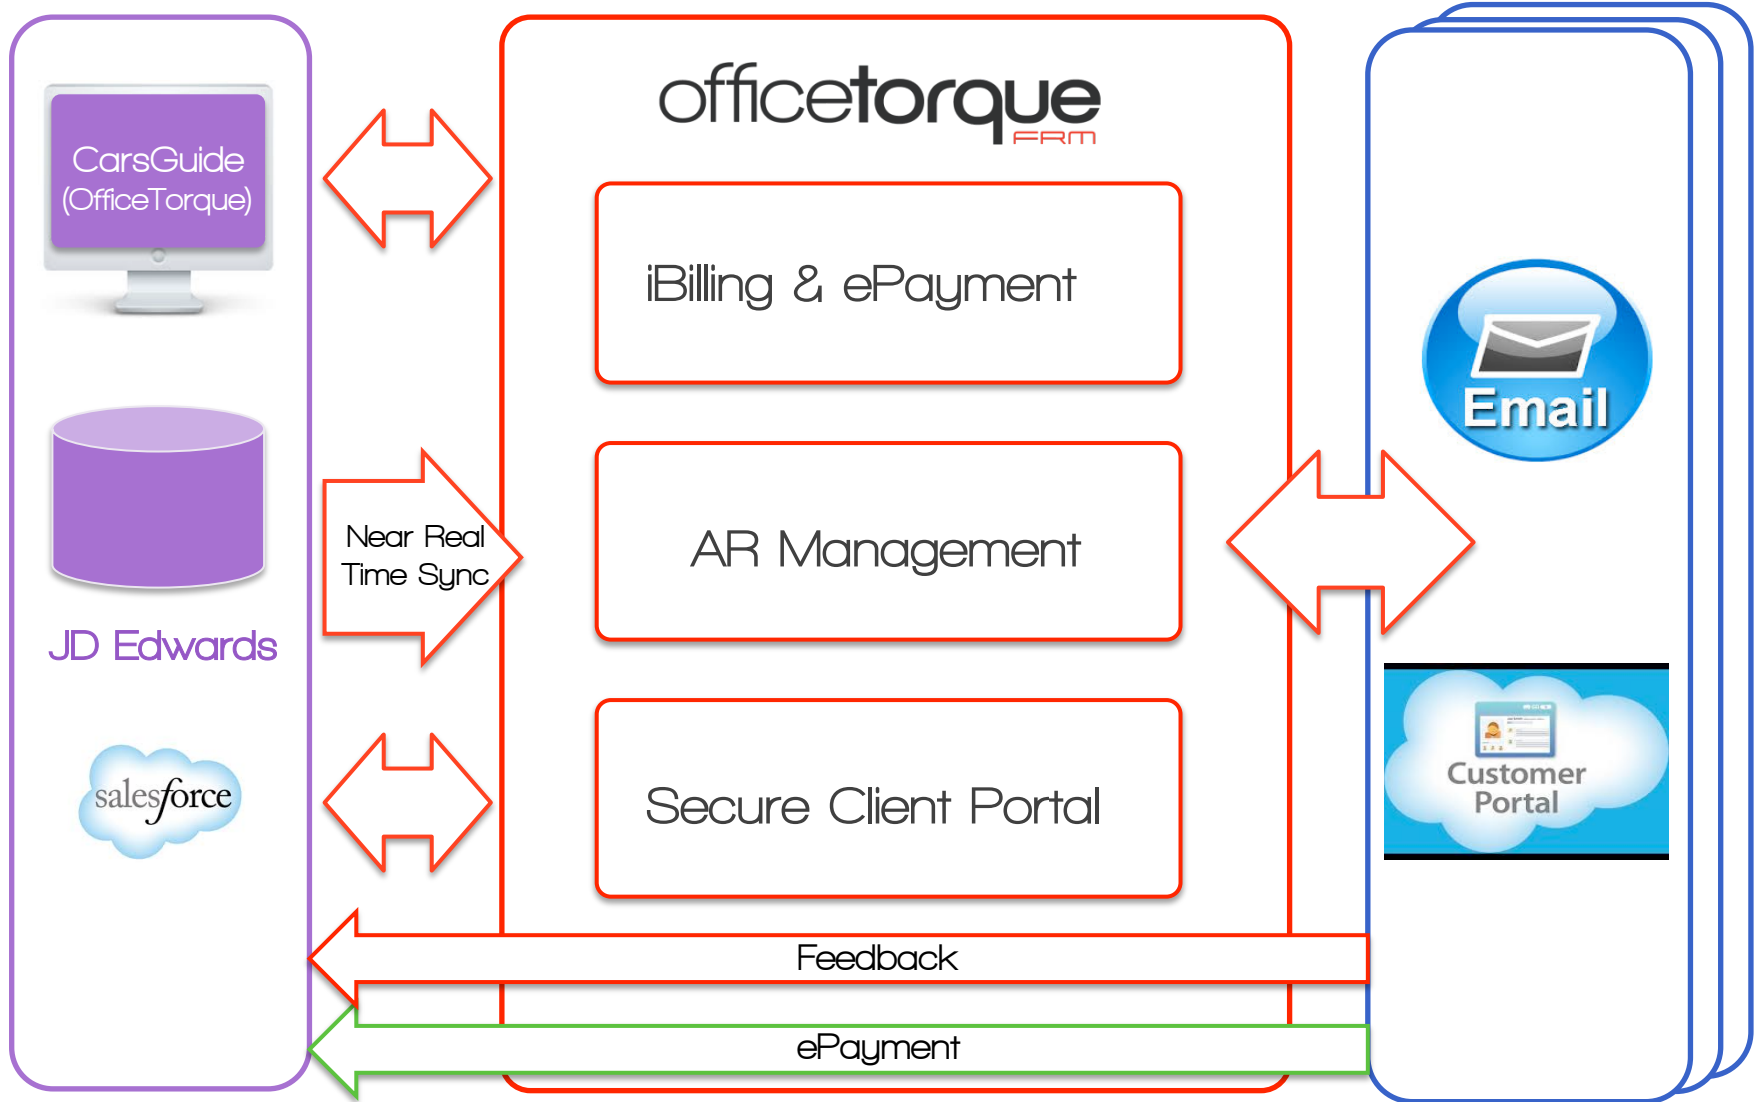 CarsGuide
(OfficeTorque)
JD Edwards
salesforce
Near Real
Time Sync
officetorque
FRM
iBilling & ePayment
AR Management
Secure Client Portal
Feedback
ePayment
Email
Customer
Portal